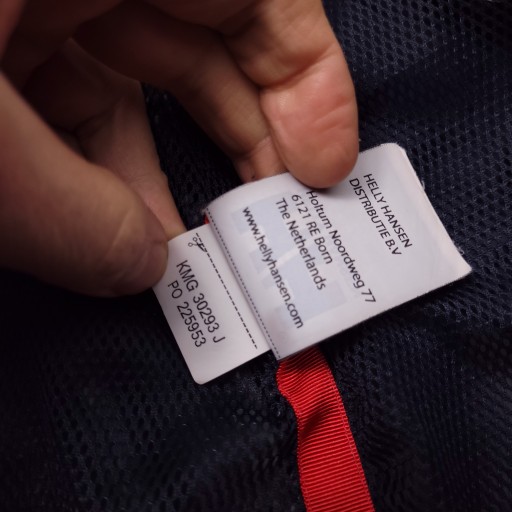 HELLY HANSEN
DISTRIBUTIE B.V
Holtum Noordweg 77
6121 RE Born
The Netherlands
www.hellyhansen.com
KMG 30293 J
PO 225953